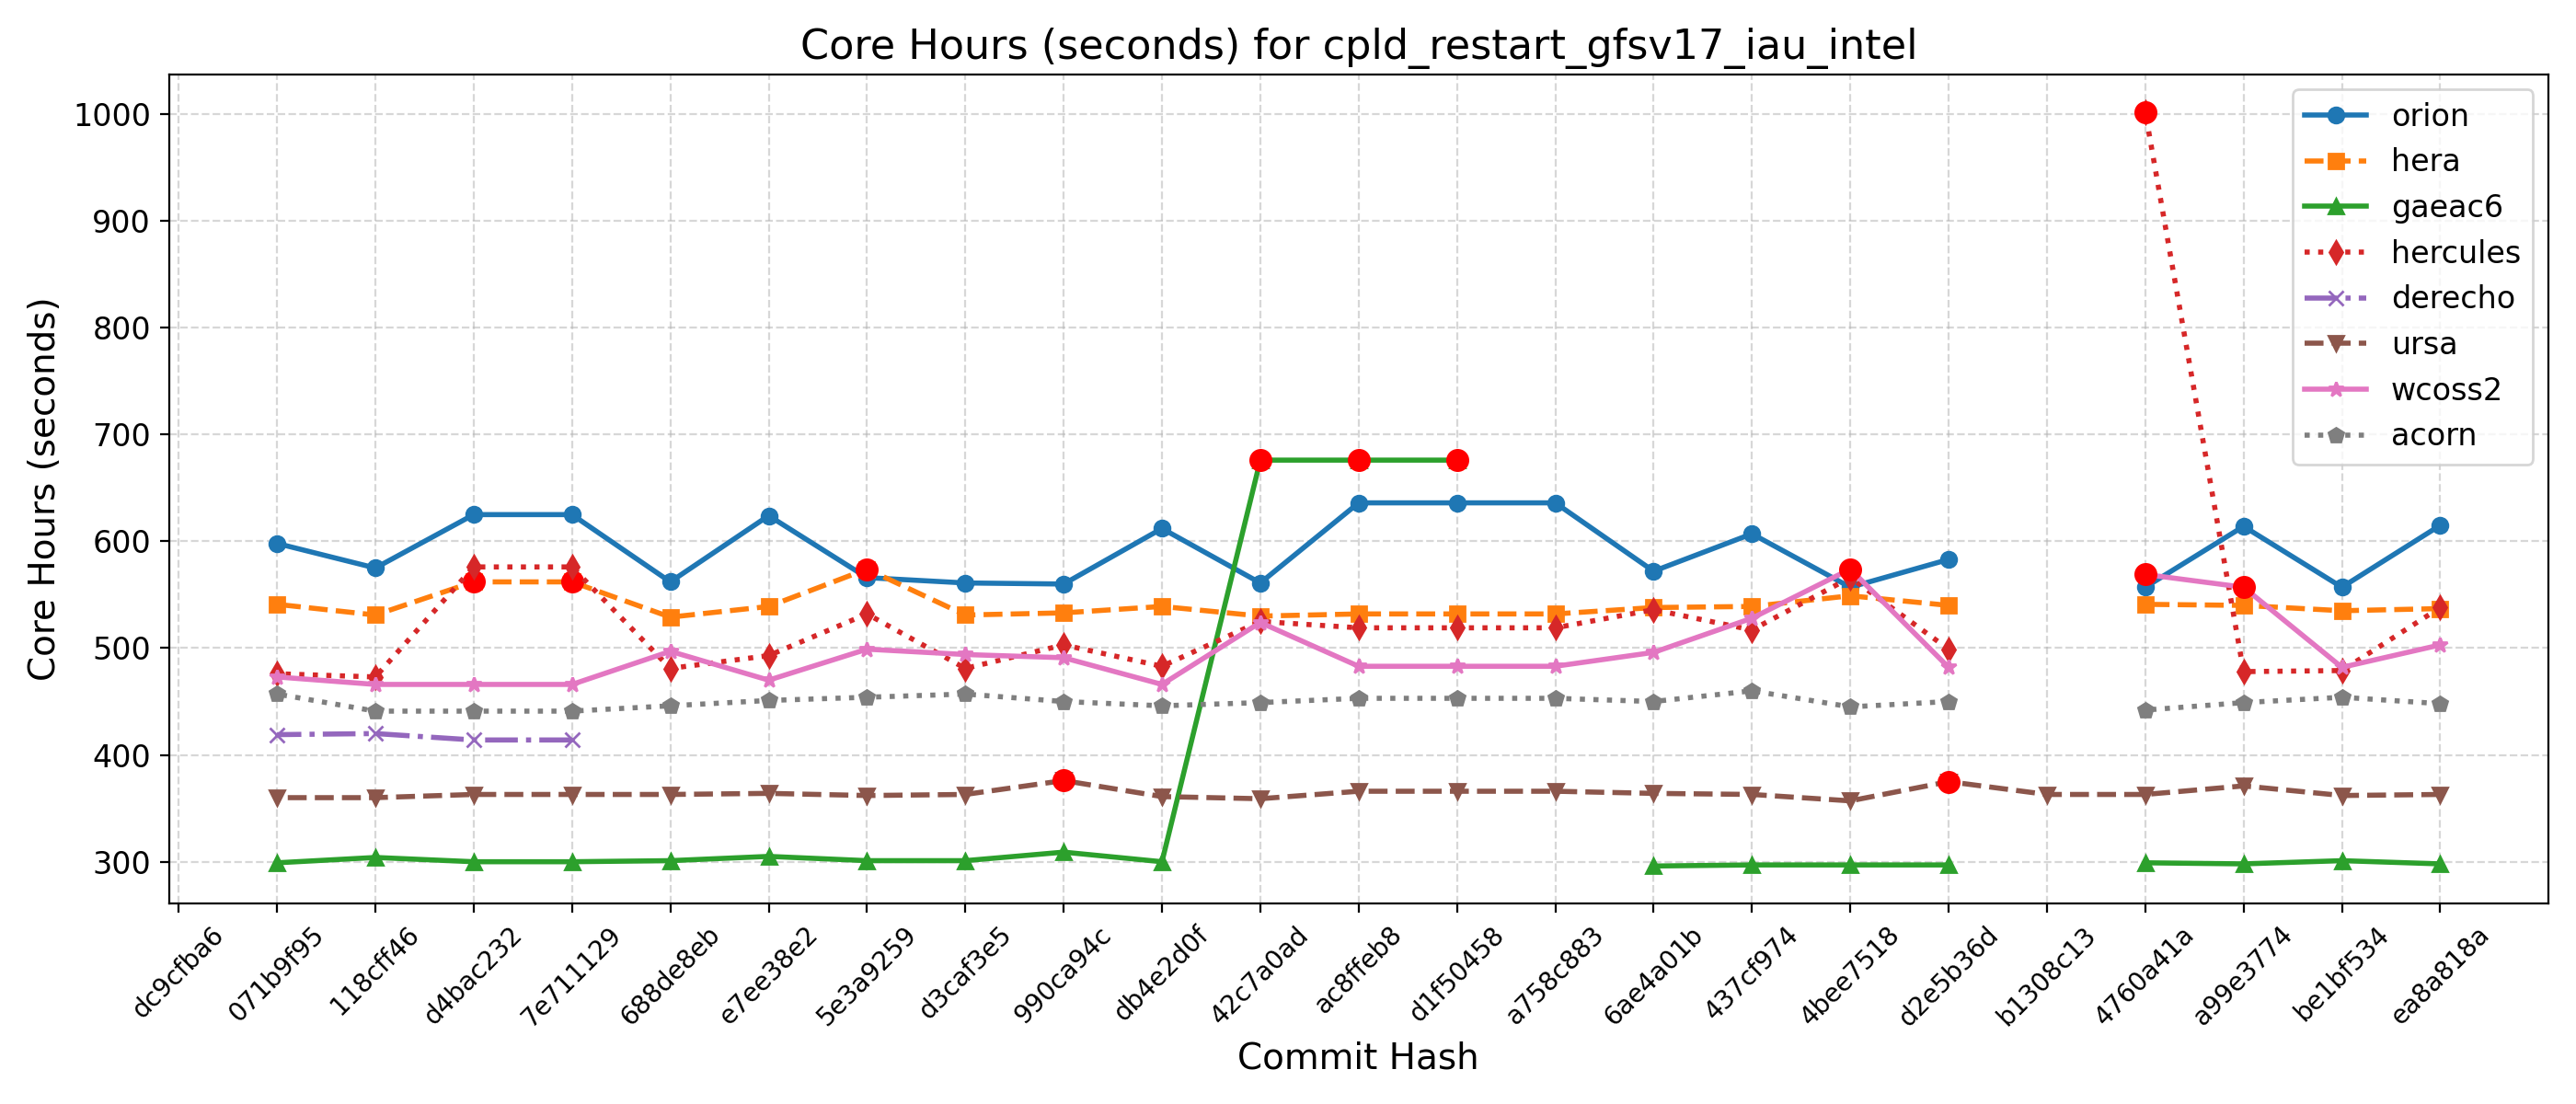 Core Hours (seconds) for cpld_restart_gfsv17_iau_intel
Core Hours (seconds)
1000
900
800
700
600
500
400
300
orion
hera
gaeac6
hercules
derecho
ursa
wcoss2
acorn
dc9cfba6
071b9f95
118cff46
d4bac232
7e711129
688de8eb
e7ee38e2
5e3a9259
d3caf3e5
990ca94c
db4e2d0f
42c7a0ad
ac8ffeb8
d1f50458
a758c883
6ae4a01b
437cf974
4bee7518
d2e5b36d
b1308c13
4760a41a
a99e3774
be1bf534
ea8a818a
Commit Hash